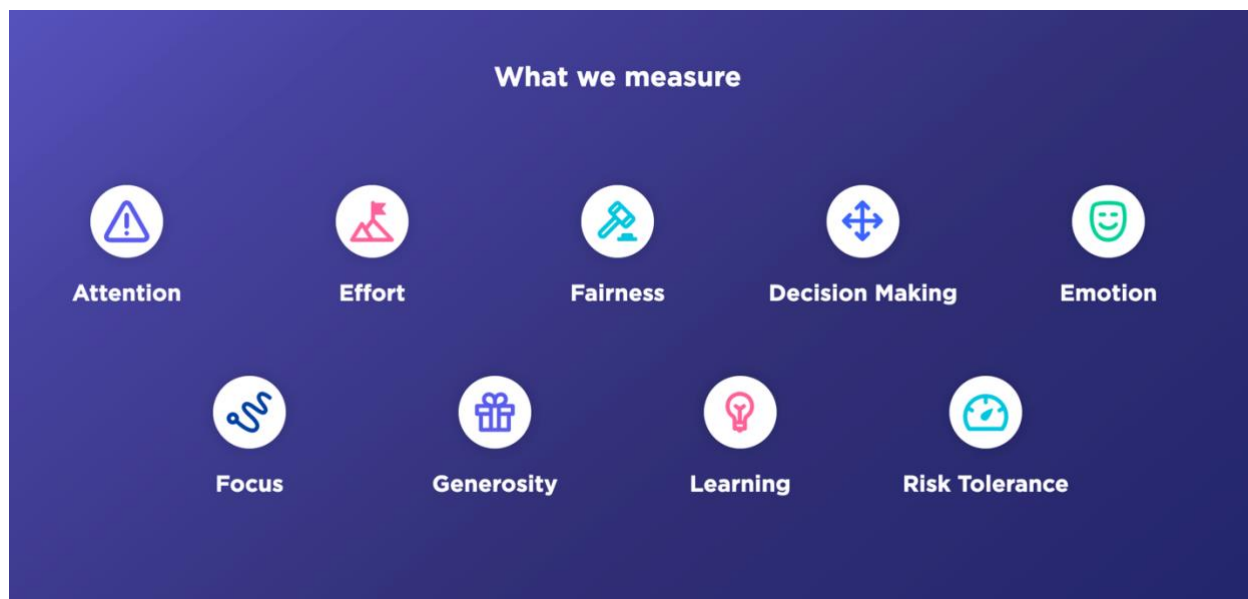 What we measure
Attention
Effort
Fairness
Decision Making
Emotion
Focus
Generosity
Learning
Risk Tolerance